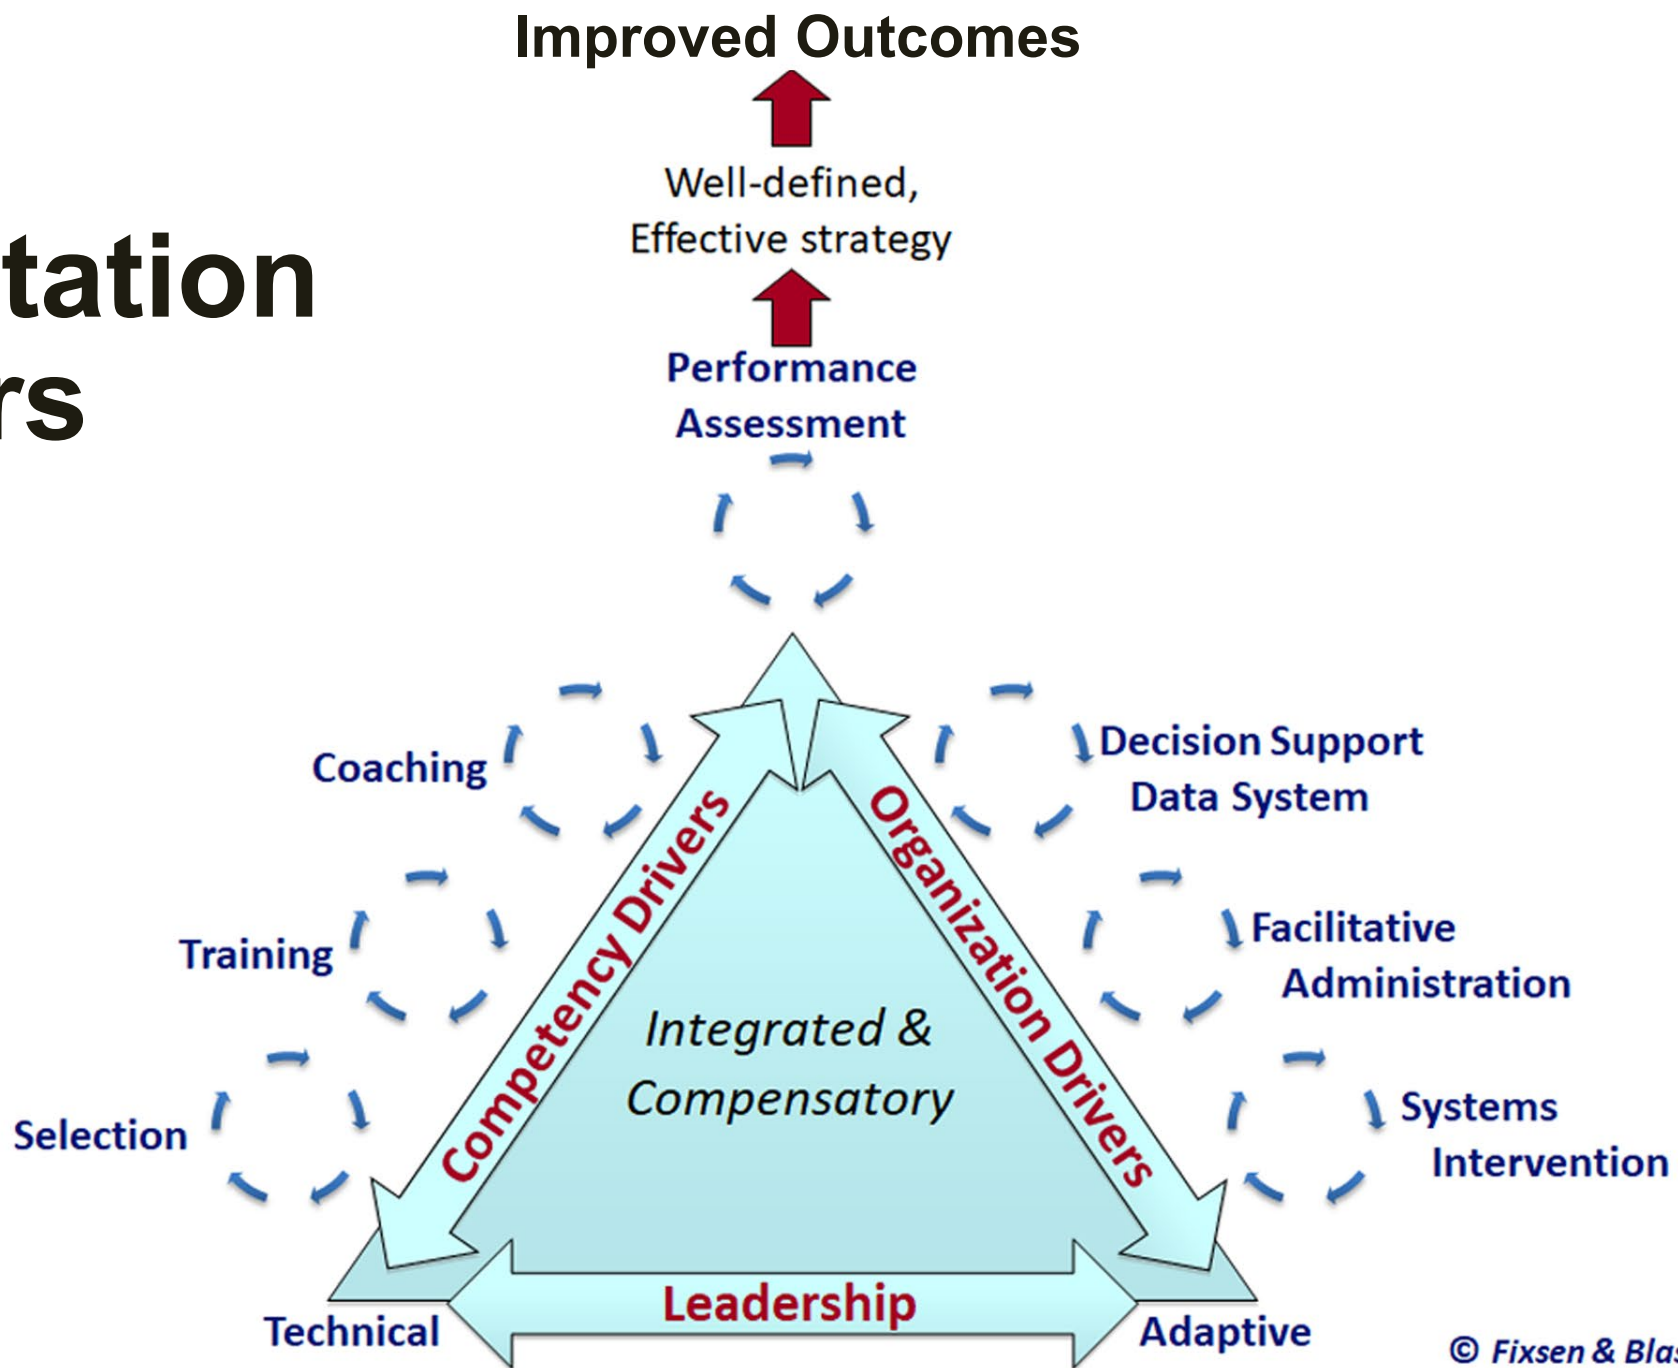 Improved Outcomes
Well-defined,
Effective strategy
tation
rs
Performance
Assessment
Coaching
Decision Support
Data System
Competency Drivers
Organization Drivers
Training
Facilitative
Administration
Integrated &
Compensatory
Selection
Systems
Intervention
Leadership
Technical
Adaptive
© Fixsen & Blas